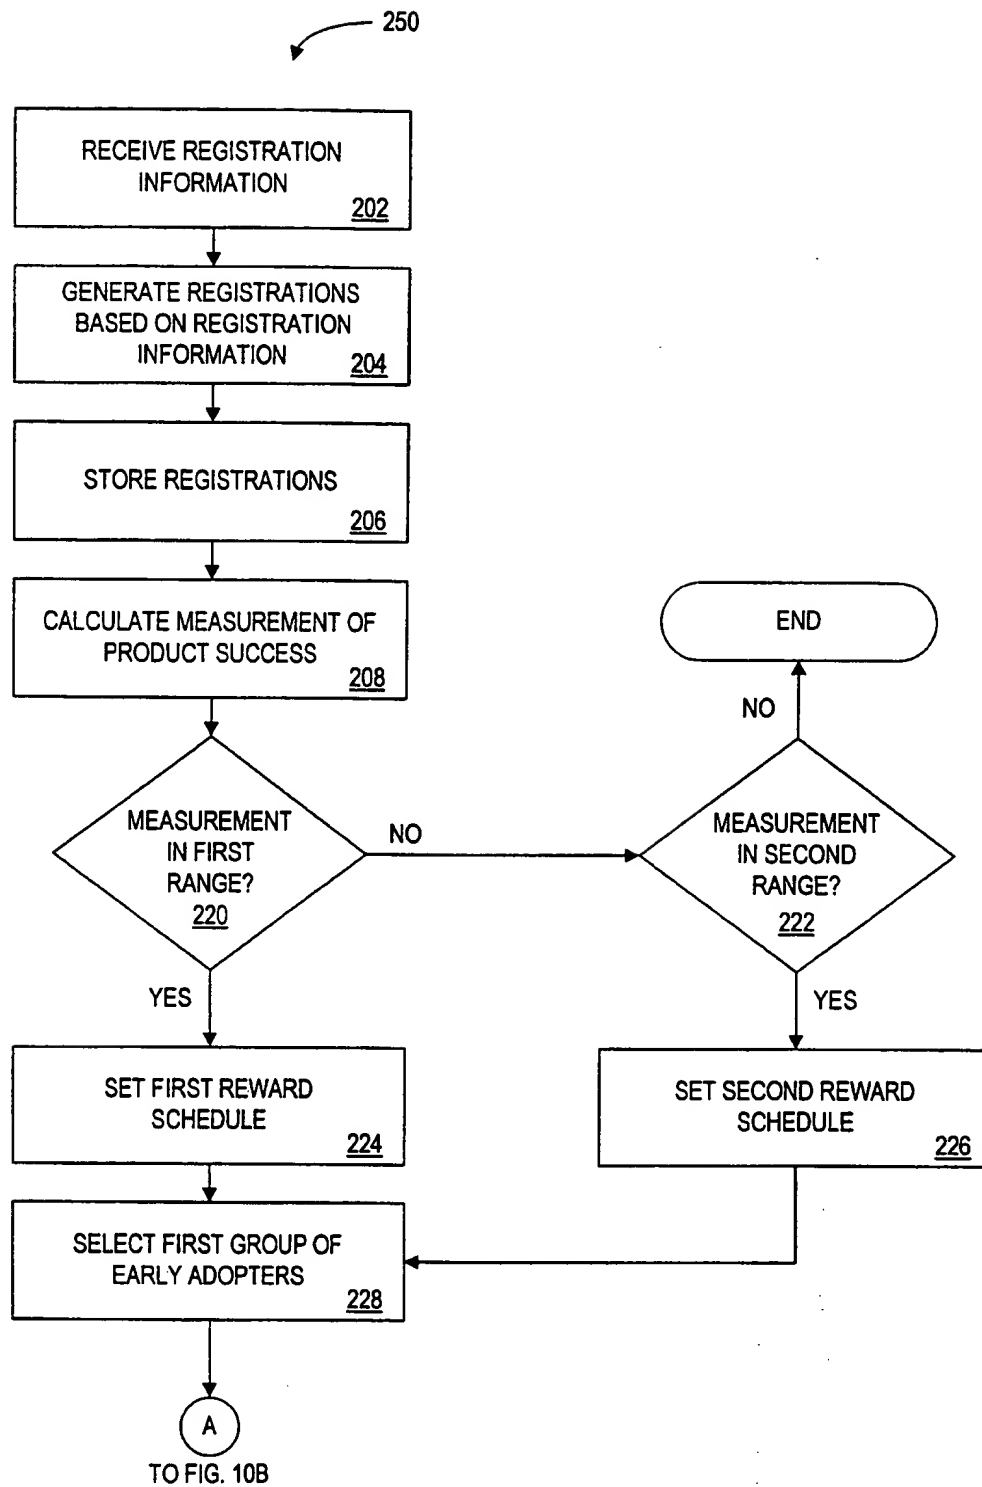 250
RECEIVE REGISTRATION
INFORMATION
202
GENERATE REGISTRATIONS
BASED ON REGISTRATION
INFORMATION
204
STORE REGISTRATIONS
206
CALCULATE MEASUREMENT OF
PRODUCT SUCCESS
208
END
NO
MEASUREMENT
IN FIRST
RANGE?
220
NO
MEASUREMENT
IN SECOND
RANGE?
222
YES
YES
SET FIRST REWARD
SCHEDULE
224
SET SECOND REWARD
SCHEDULE
226
SELECT FIRST GROUP OF
EARLY ADOPTERS
228
A
TO FIG. 10B